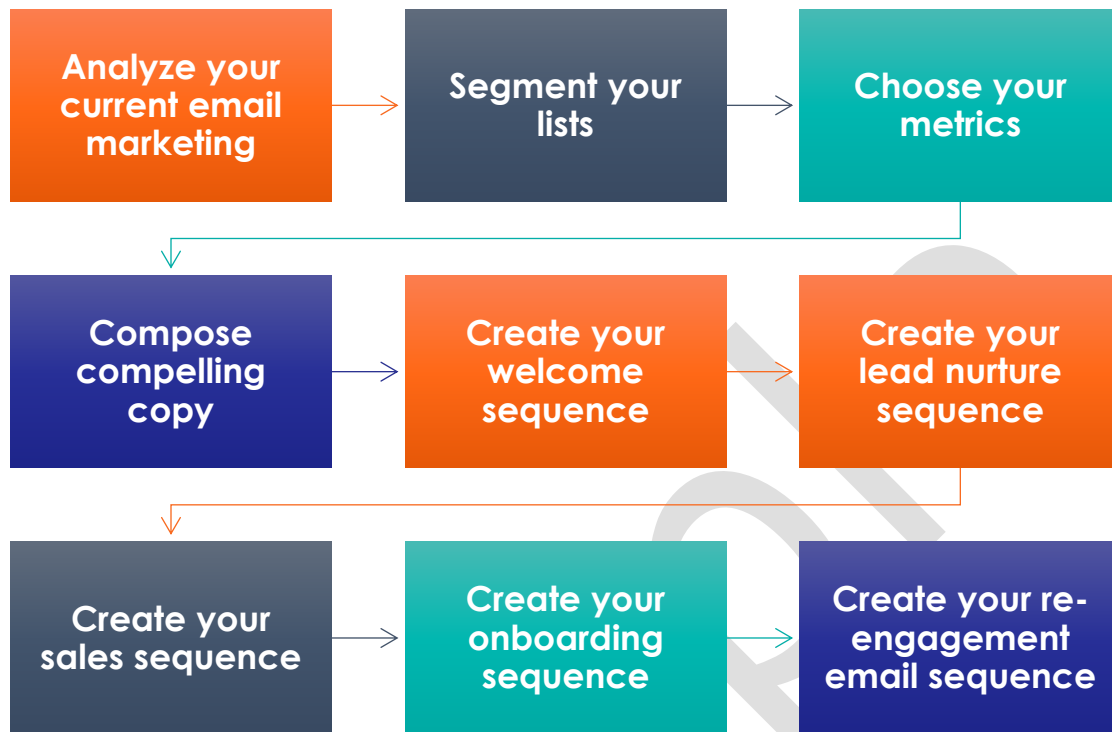 Analyze your
current email
marketing
Segment your
lists
Choose your
metrics
Compose
compelling
copy
Create your
welcome
sequence
Create your
lead nurture
sequence
Create your
sales sequence
Create your
onboarding
sequence
Create your re-
engagement
email sequence